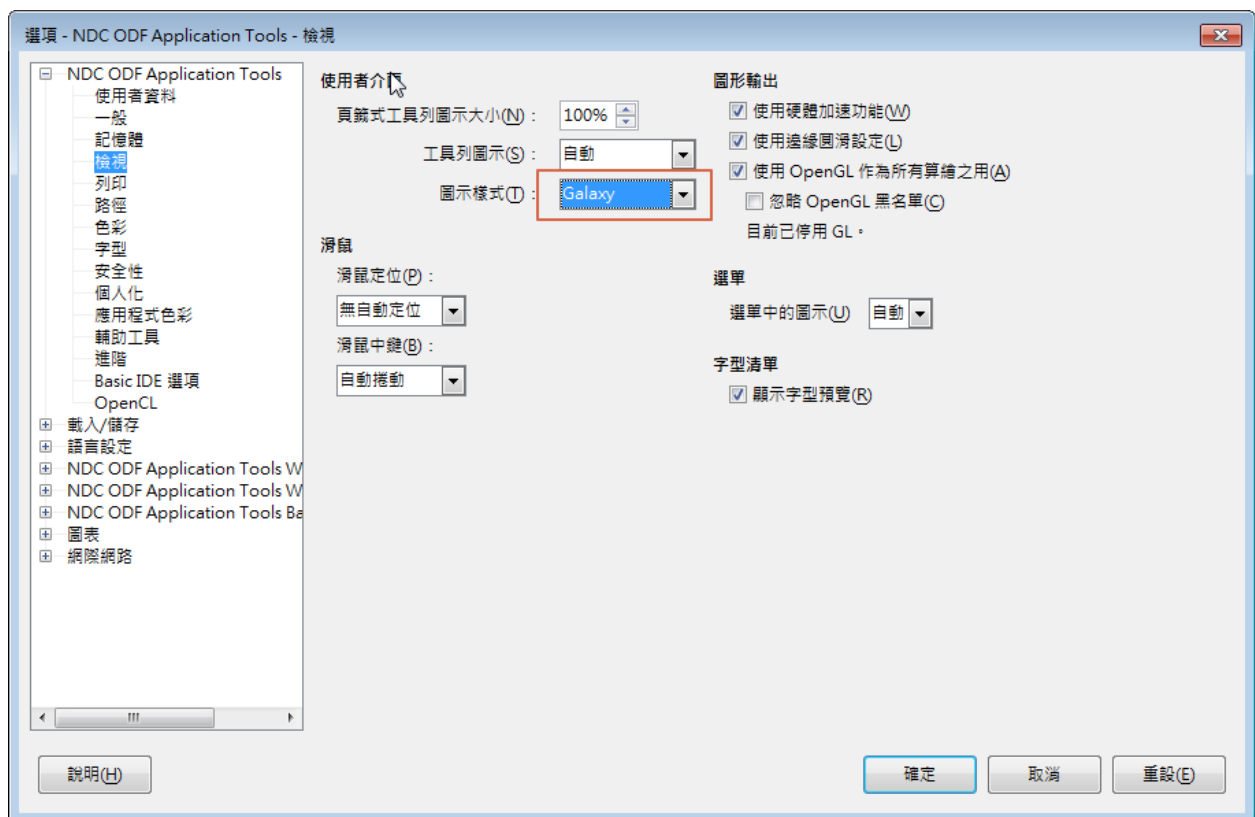 選項 - NDC ODF Application Tools - 檢視
NDC ODF Application Tools
使用者資料
一般
記憶體
檢視
列印
路徑
色彩
字型
安全性
個人化
應用程式色彩
輔助工具
進階
Basic IDE 選項
OpenCL
載入/儲存
語言設定
NDC ODF Application Tools W
NDC ODF Application Tools W
NDC ODF Application Tools Ba
圖表
網際網路
使用者介
頁籤式工具列圖示大小(N)： 100%
工具列圖示(S)： 自動
圖示樣式(T)： Galaxy
滑鼠
滑鼠定位(P)：
無自動定位
滑鼠中鍵(B)：
自動捲動
圖形輸出
使用硬體加速功能(W)
使用邊緣圓滑設定(L)
使用 OpenGL 作為所有算繪之用(A)
忽略 OpenGL 黑名單(C)
目前已停用 GL。
選單
選單中的圖示(U) 自動
字型清單
顯示字型預覽(R)
說明(H)
確定
取消
重設(E)